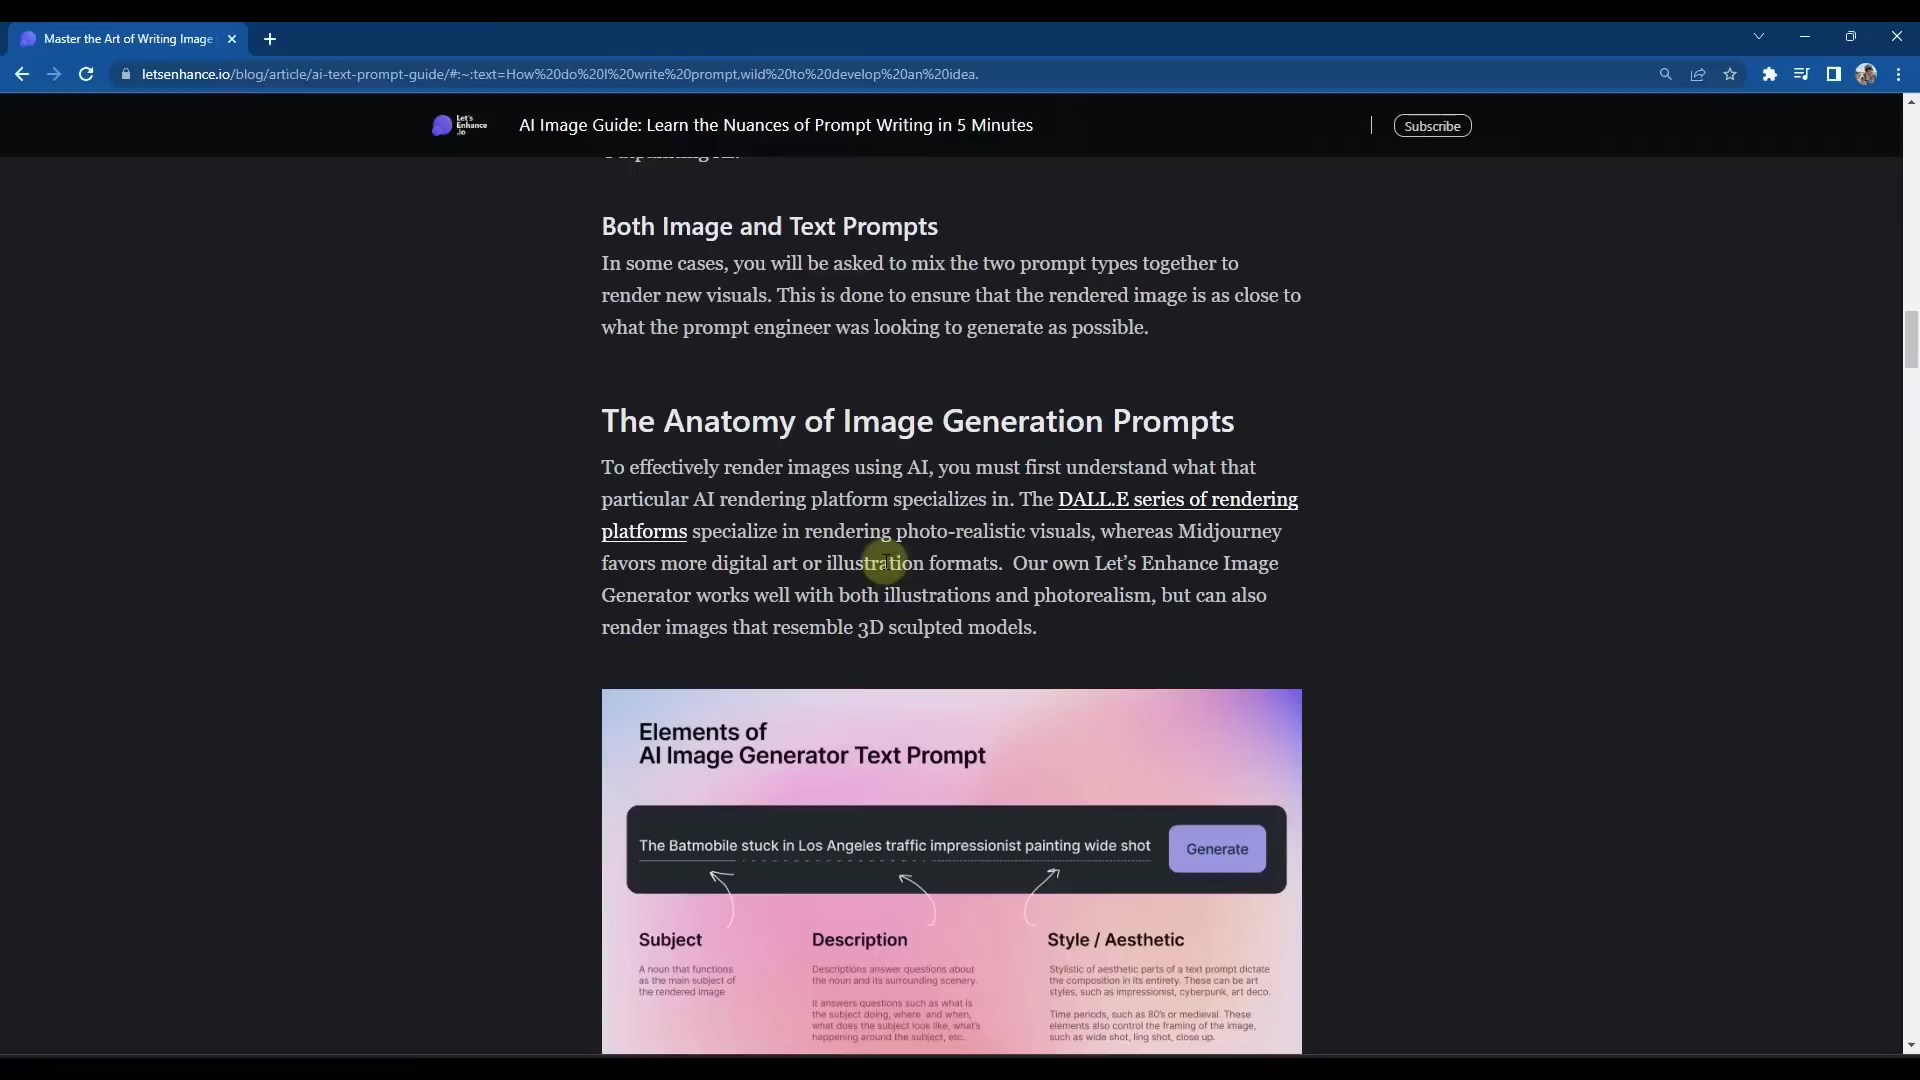 Master the Art of Writing Image
letsenhance.io/blog/article/ai-text-prompt-guide/#:~:text=How%20do%20I%20write%20prompt,wild%20to%20develop%20an%20idea.
Let's
Enhance
.io
AI Image Guide: Learn the Nuances of Prompt Writing in 5 Minutes
Subscribe
Both Image and Text Prompts
In some cases, you will be asked to mix the two prompt types together to
render new visuals. This is done to ensure that the rendered image is as close to
what the prompt engineer was looking to generate as possible.
The Anatomy of Image Generation Prompts
To effectively render images using AI, you must first understand what that
particular AI rendering platform specializes in. The DALL.E series of rendering
platforms specialize in rendering photo-realistic visuals, whereas Midjourney
favors more digital art or illustration formats.  Our own Let’s Enhance Image
Generator works well with both illustrations and photorealism, but can also
render images that resemble 3D sculpted models.
Elements of
AI Image Generator Text Prompt
The Batmobile stuck in Los Angeles traffic impressionist painting wide shot
Generate
Subject
A noun that functions
as the main subject of
the rendered image
Description
Descriptions answer questions about
the noun and its surrounding scenery.
It answers questions such as what is
the subject doing, where and when,
what does the subject look like, what's
happening around the subject, etc.
Style / Aesthetic
Stylistic of aesthetic parts of a text prompt dictate
the composition in its entirety. These can be art
styles, such as impressionist, cyberpunk, art deco.
Time periods, such as 80's or medieval. These
elements also control the framing of the image,
such as wide shot, ling shot, close up.